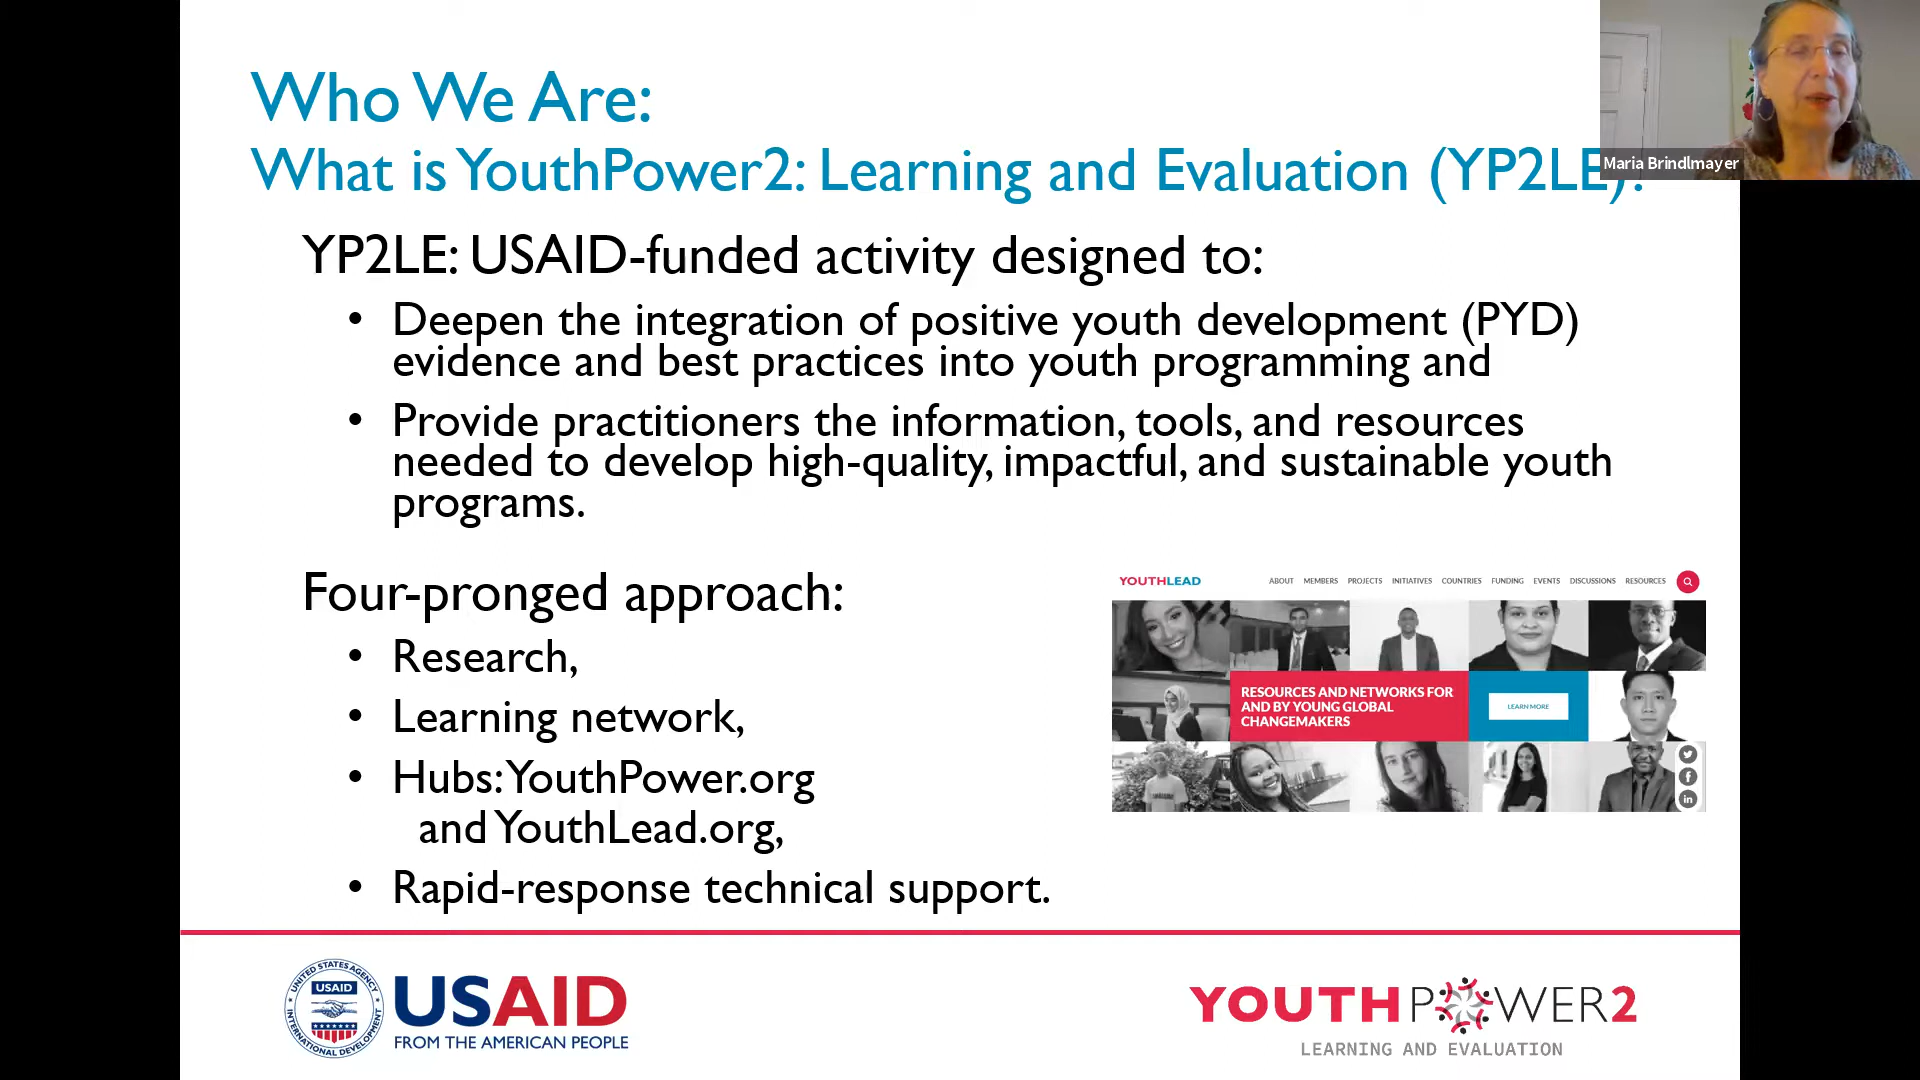 Who We Are:
What is YouthPower2: Learning and Evaluation (YP2LE).
Maria Brindlmayer
YP2LE: USAID-funded activity designed to:
• Deepen the integration of positive youth development (PYD)
evidence and best practices into youth programming and
• Provide practitioners the information, tools, and resources
needed to develop high-quality, impactful, and sustainable youth
programs.
Four-pronged approach:
• Research,
• Learning network,
• Hubs: YouthPower.org
and YouthLead.org,
• Rapid-response technical support.
YOUTHLEAD
ABOUT MEMBERS PROJECTS INITIATIVES COUNTRIES FUNDING EVENTS DISCUSSIONS RESOURCES
RESOURCES AND NETWORKS FOR
AND BY YOUNG GLOBAL
CHANGEMAKERS
LEARN MORE
UNITED STATES AGENCY
USAID
INTERNATIONAL DEVELOPMENT
USAID
FROM THE AMERICAN PEOPLE
YOUTHPOWER2
LEARNING AND EVALUATION